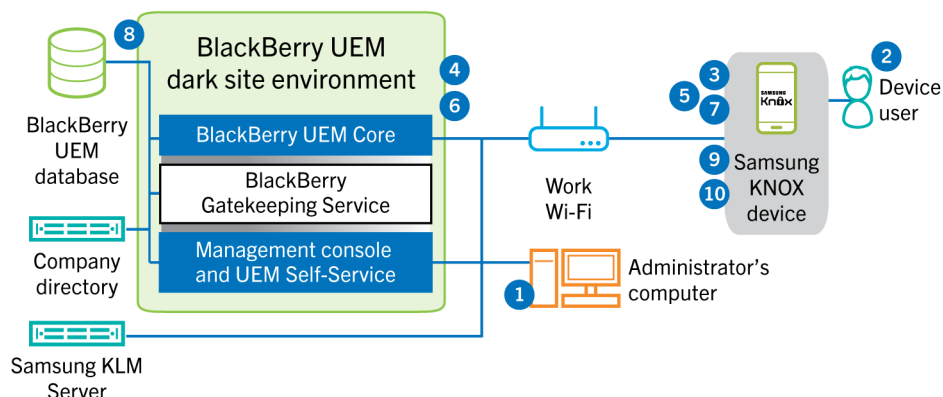 8
BlackBerry UEM
dark site environment
4
6
BlackBerry
UEM
database
BlackBerry UEM Core
BlackBerry
Gatekeeping Service
Management console
and UEM Self-Service
Company
directory
Samsung KLM
Server
Work
Wi-Fi
1
Administrator's
computer
3
5
7
SAMSUNG
Knox
9
10
Samsung
KNOX
device
2
Device
user